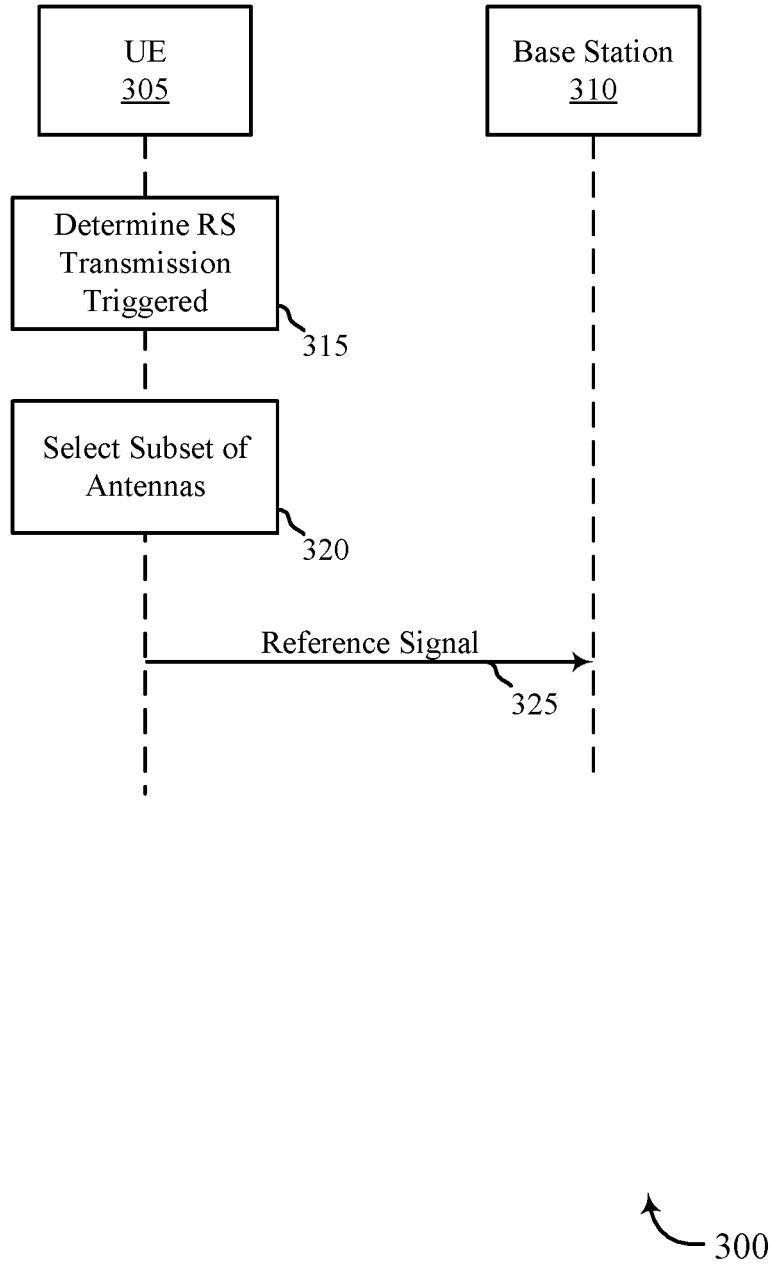 UE
305
Base Station
310
Determine RS
Transmission
Triggered
315
Select Subset of
Antennas
320
Reference Signal
325
300